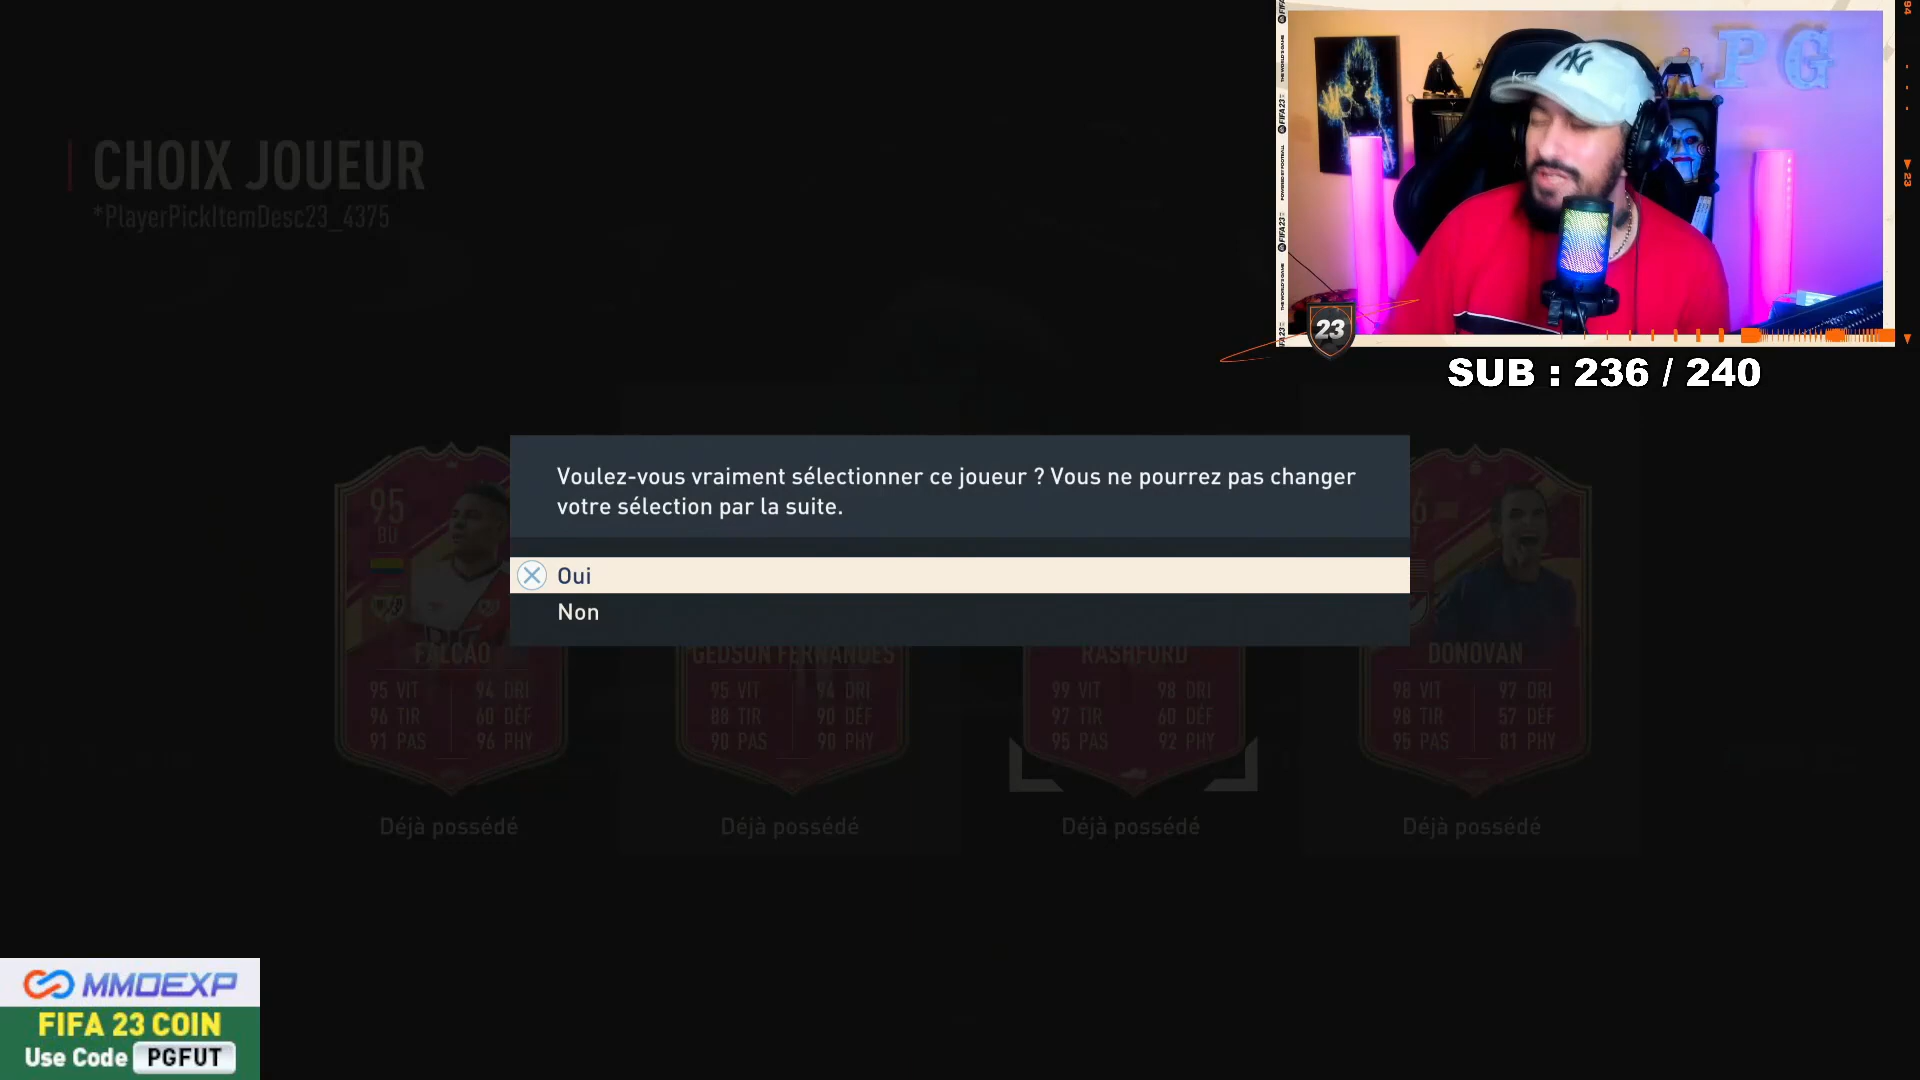 CHOIX JOUEUR
*PlayerPickItemDesc23_4375
PG
23
SUB : 236 / 240
Voulez-vous vraiment sélectionner ce joueur ? Vous ne pourrez pas changer
votre sélection par la suite.
Oui
Non
95
BU
FALCAO
95 VIT 94 DRI
96 TIR 60 DÉF
91 PAS 96 PHY
Déjà possédé
GEDSON FERNANDES
95 VIT 94 DRI
88 TIR 90 DÉF
90 PAS 90 PHY
Déjà possédé
RASHFORD
99 VIT 98 DRI
97 TIR 60 DÉF
95 PAS 92 PHY
Déjà possédé
DONOVAN
98 VIT 97 DRI
98 TIR 57 DÉF
95 PAS 81 PHY
Déjà possédé
MMOEXP
FIFA 23 COIN
Use Code PGFUT